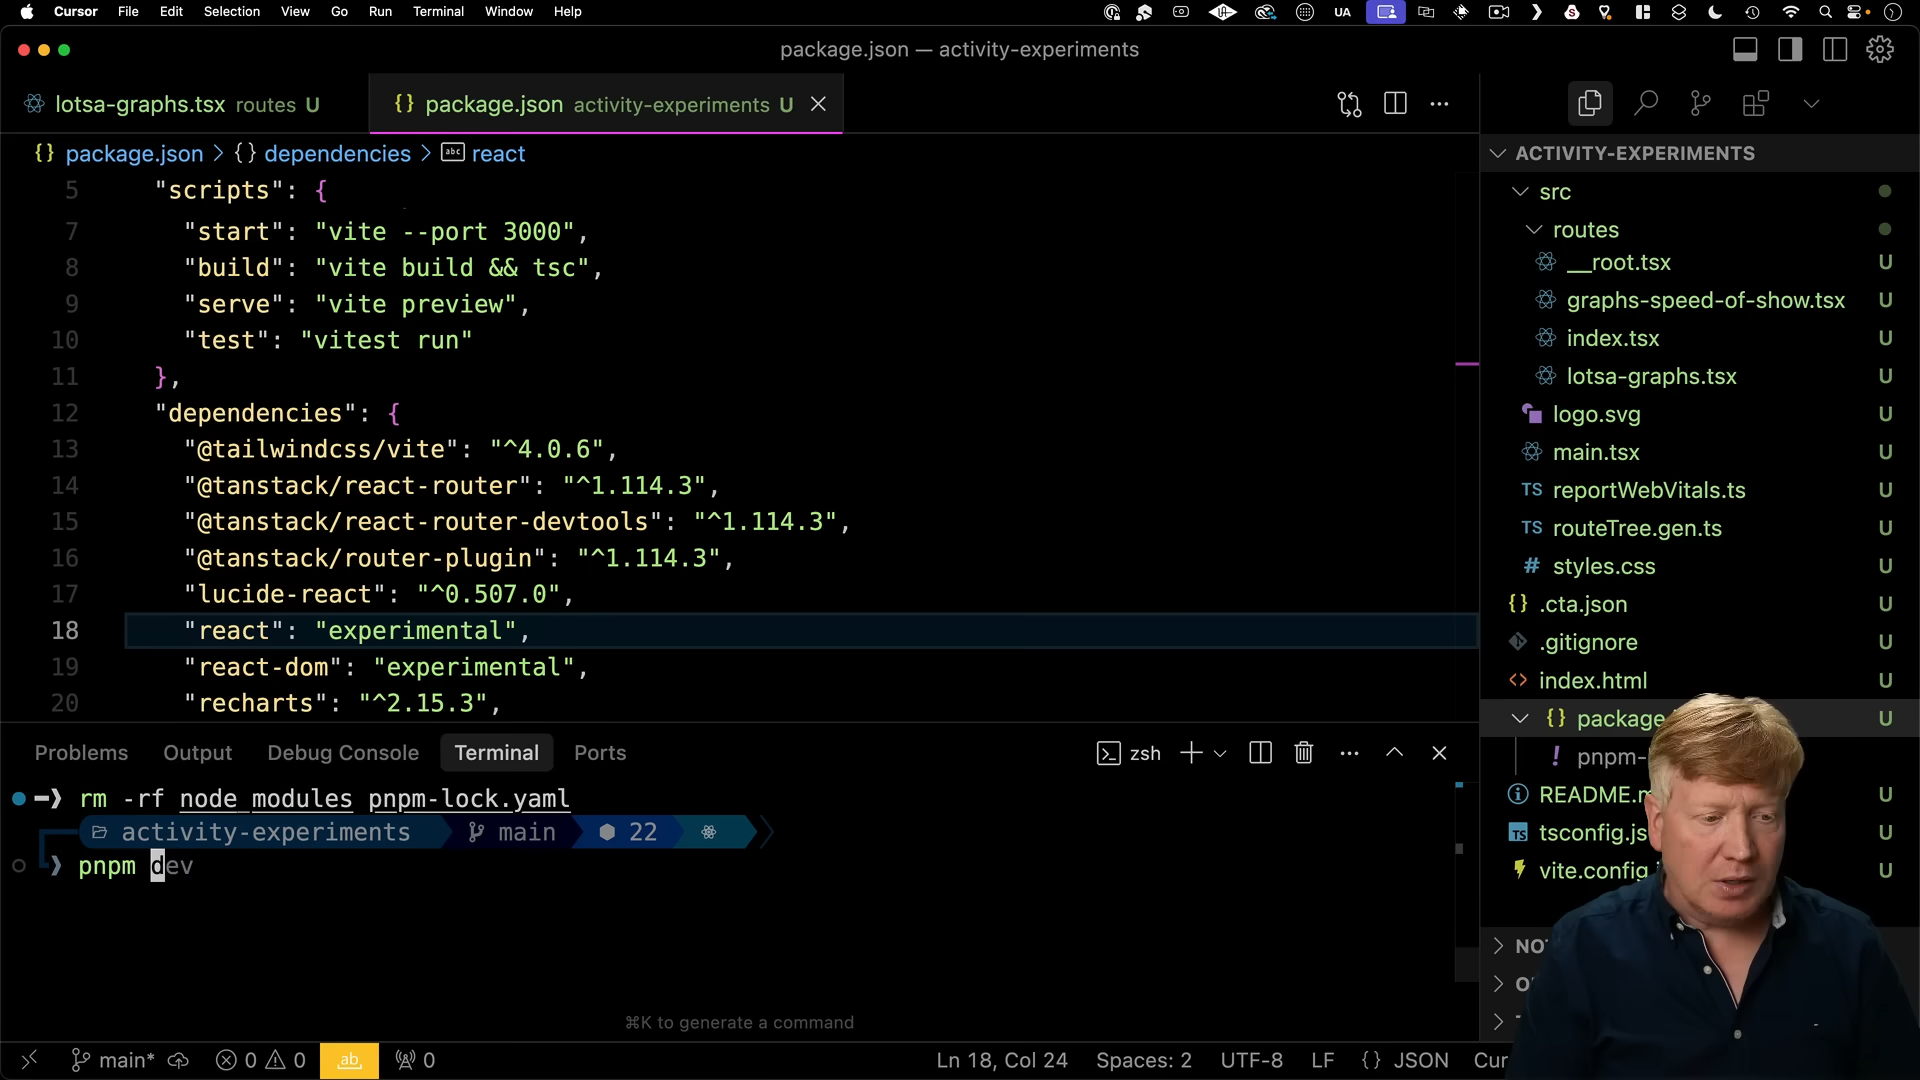 Cursor File Edit Selection View Go Run Terminal Window Help UA
package.json — activity-experiments
lotsa-graphs.tsx routes U
{} package.json activity-experiments U
{} package.json > {} dependencies > abc react
5 "scripts": {
7 "start": "vite --port 3000",
8 "build": "vite build && tsc",
9 "serve": "vite preview",
10 "test": "vitest run"
11 },
12 "dependencies": {
13 "@tailwindcss/vite": "^4.0.6",
14 "@tanstack/react-router": "^1.114.3",
15 "@tanstack/react-router-devtools": "^1.114.3",
16 "@tanstack/router-plugin": "^1.114.3",
17 "lucide-react": "^0.507.0",
18 "react": "experimental",
19 "react-dom": "experimental",
20 "recharts": "^2.15.3",
ACTIVITY-EXPERIMENTS
src
routes
__root.tsx U
graphs-speed-of-show.tsx U
index.tsx U
lotsa-graphs.tsx U
logo.svg U
main.tsx U
TS reportWebVitals.ts U
TS routeTree.gen.ts U
# styles.css U
{} .cta.json U
.gitignore U
<> index.html U
{} package. U
! pnpm-
README.m U
TS tsconfig.js U
vite.config. U
NO
Problems Output Debug Console Terminal Ports
zsh
rm -rf node_modules pnpm-lock.yaml
activity-experiments main 22
pnpm dev
⌘K to generate a command
main* 0 0 ab 0
Ln 18, Col 24 Spaces: 2 UTF-8 LF {} JSON Cur